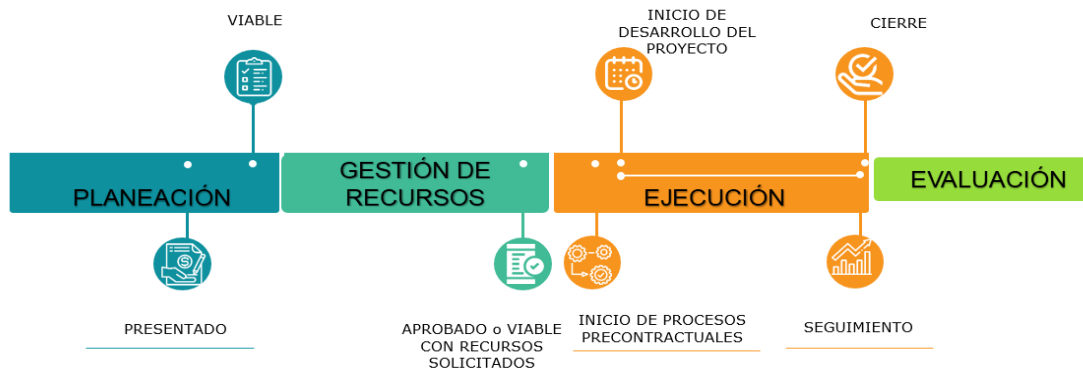 VIABLE
INICIO DE
DESARROLLO DEL
PROYECTO
CIERRE
PLANEACIÓN
GESTIÓN DE
RECURSOS
EJECUCIÓN
EVALUACIÓN
PRESENTADO
APROBADO o VIABLE
CON RECURSOS
SOLICITADOS
INICIO DE PROCESOS
PRECONTRACTUALES
SEGUIMIENTO